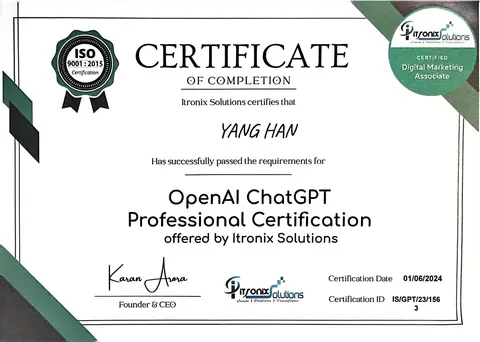 ISO
9001 : 2015
Certification
CERTIFICATE
OF COMPLETION
Itronix Solutions
CERTIFIED
Digital Marketing
Associate
Itronix Solutions certifies that
YANG HAN
Has successfully passed the requirements for
OpenAI ChatGPT
Professional Certification
offered by Itronix Solutions
Karan Arora
Founder & CEO
Itronix Solutions
Certification Date 01/06/2024
Certification ID IS/GPT/23/156
3